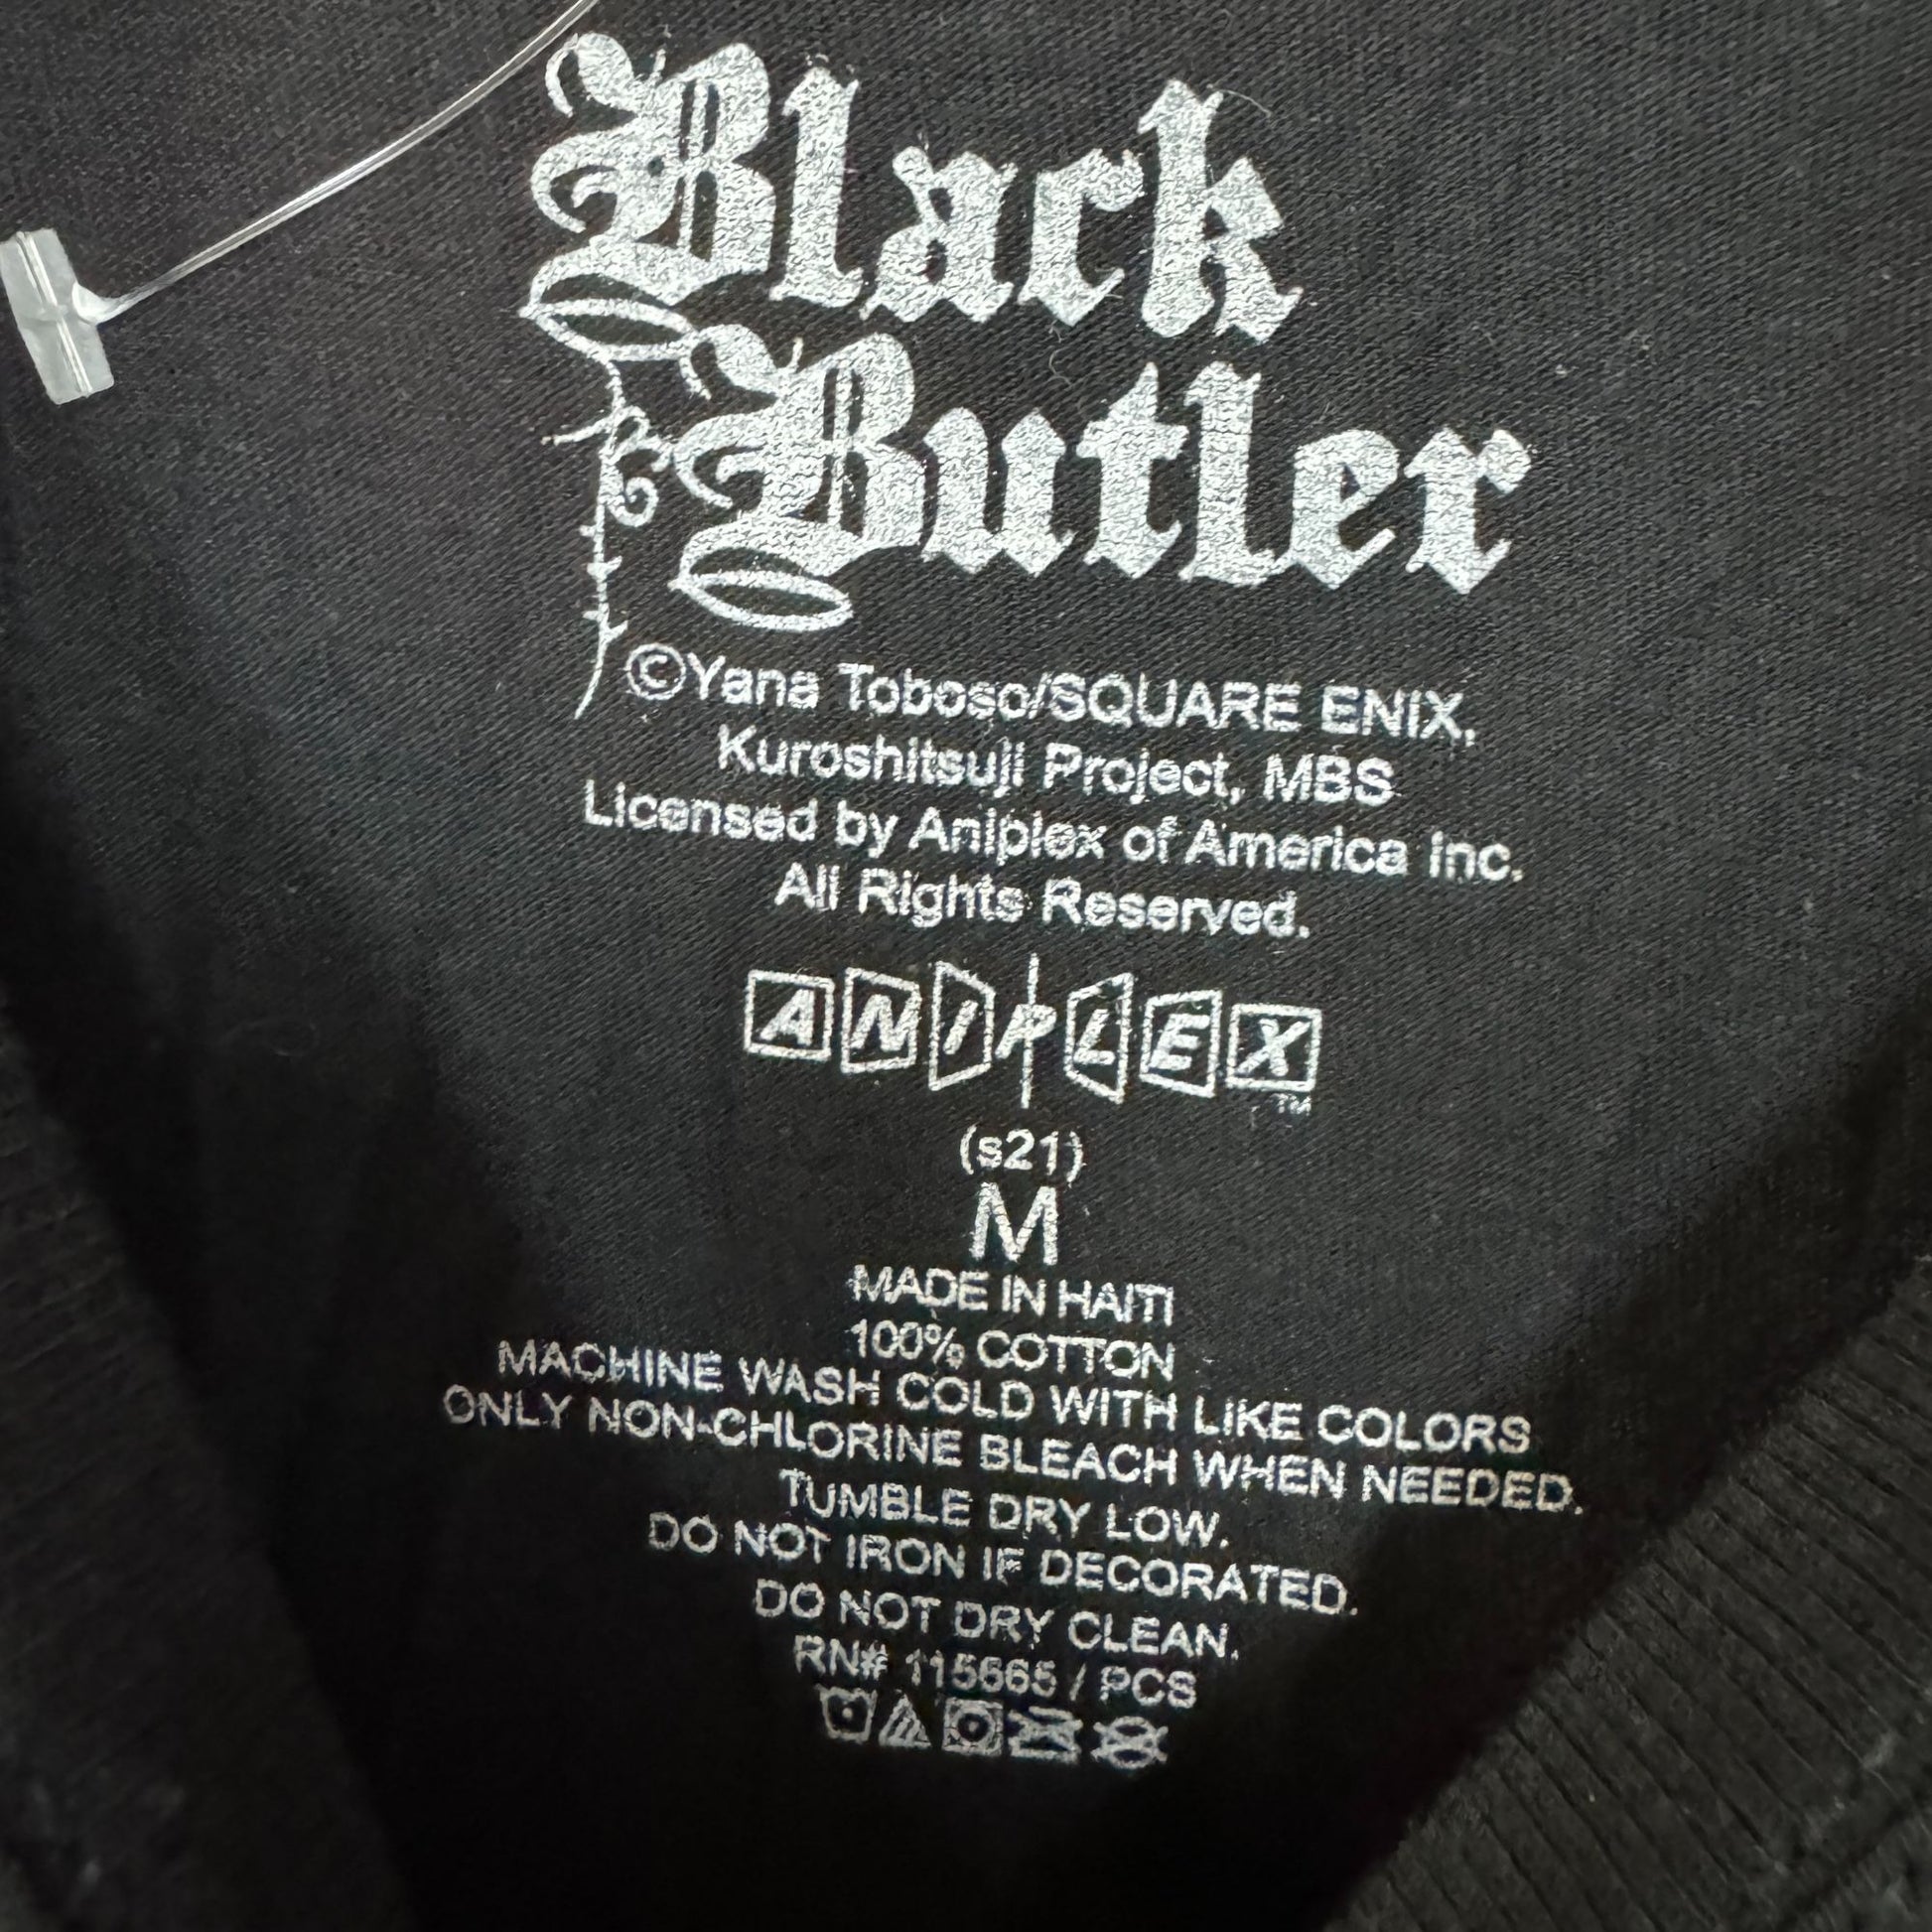 Black
Butler
©Yana Toboso/SQUARE ENIX,
Kuroshitsuji Project, MBS
Licensed by Aniplex of America Inc.
All Rights Reserved.
ANIPLEX
TM
(s21)
M
MADE IN HAITI
100% COTTON
MACHINE WASH COLD WITH LIKE COLORS
ONLY NON-CHLORINE BLEACH WHEN NEEDED.
TUMBLE DRY LOW.
DO NOT IRON IF DECORATED.
DO NOT DRY CLEAN.
RN# 115665 / PCS